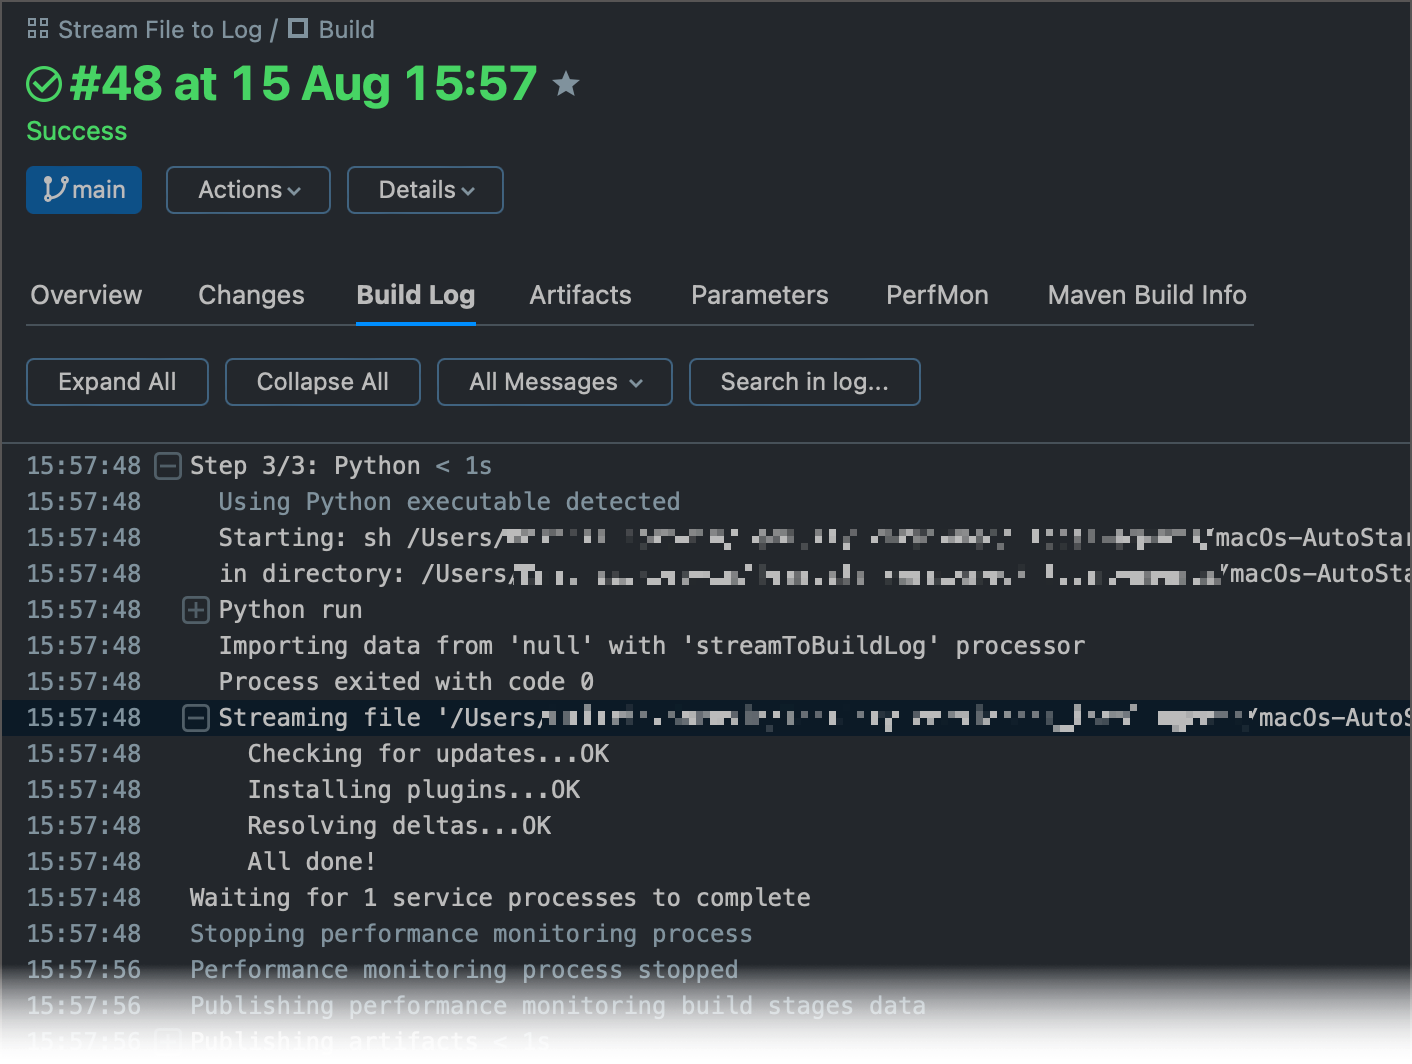 Stream File to Log / Build
#48 at 15 Aug 15:57
Success
main Actions Details
Overview Changes Build Log Artifacts Parameters PerfMon Maven Build Info
Expand All Collapse All All Messages Search in log...
15:57:48 Step 3/3: Python < 1s
15:57:48 Using Python executable detected
15:57:48 Starting: sh /Users/ macOs-AutoStar
15:57:48 in directory: /Users/ /macOs-AutoSta
15:57:48 Python run
15:57:48 Importing data from 'null' with 'streamToBuildLog' processor
15:57:48 Process exited with code 0
15:57:48 Streaming file '/Users/ /macOs-AutoS
15:57:48 Checking for updates...OK
15:57:48 Installing plugins...OK
15:57:48 Resolving deltas...OK
15:57:48 All done!
15:57:48 Waiting for 1 service processes to complete
15:57:48 Stopping performance monitoring process
15:57:56 Performance monitoring process stopped
15:57:56 Publishing performance monitoring build stages data
15:57:56 Publishing artifacts < 1s